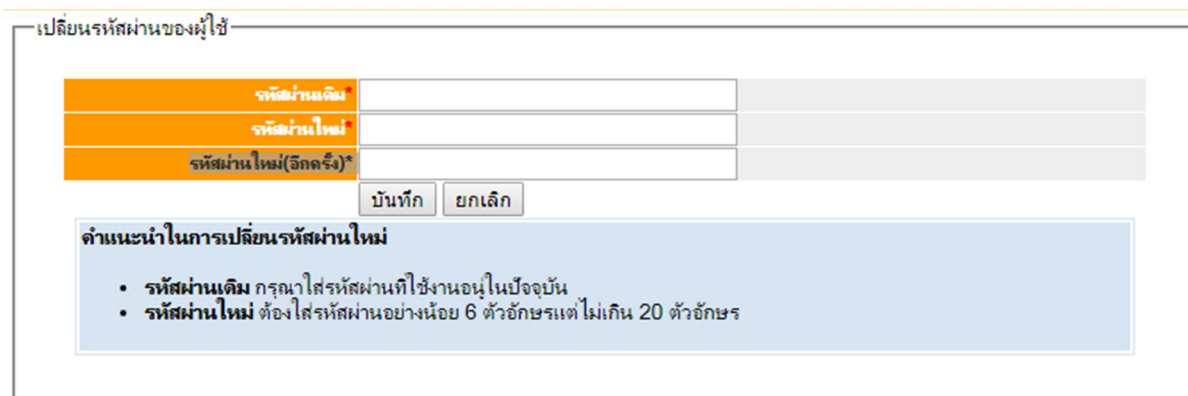 เปลี่ยนรหัสผ่านของผู้ใช้
รหัสผ่านเดิม*
รหัสผ่านใหม่*
รหัสผ่านใหม่(อีกครั้ง)*
บันทึก ยกเลิก
คำแนะนำในการเปลี่ยนรหัสผ่านใหม่
• รหัสผ่านเดิม กรุณาใส่รหัสผ่านที่ใช้งานอยู่ในปัจจุบัน
• รหัสผ่านใหม่ ต้องใส่รหัสผ่านอย่างน้อย 6 ตัวอักษรแต่ไม่เกิน 20 ตัวอักษร